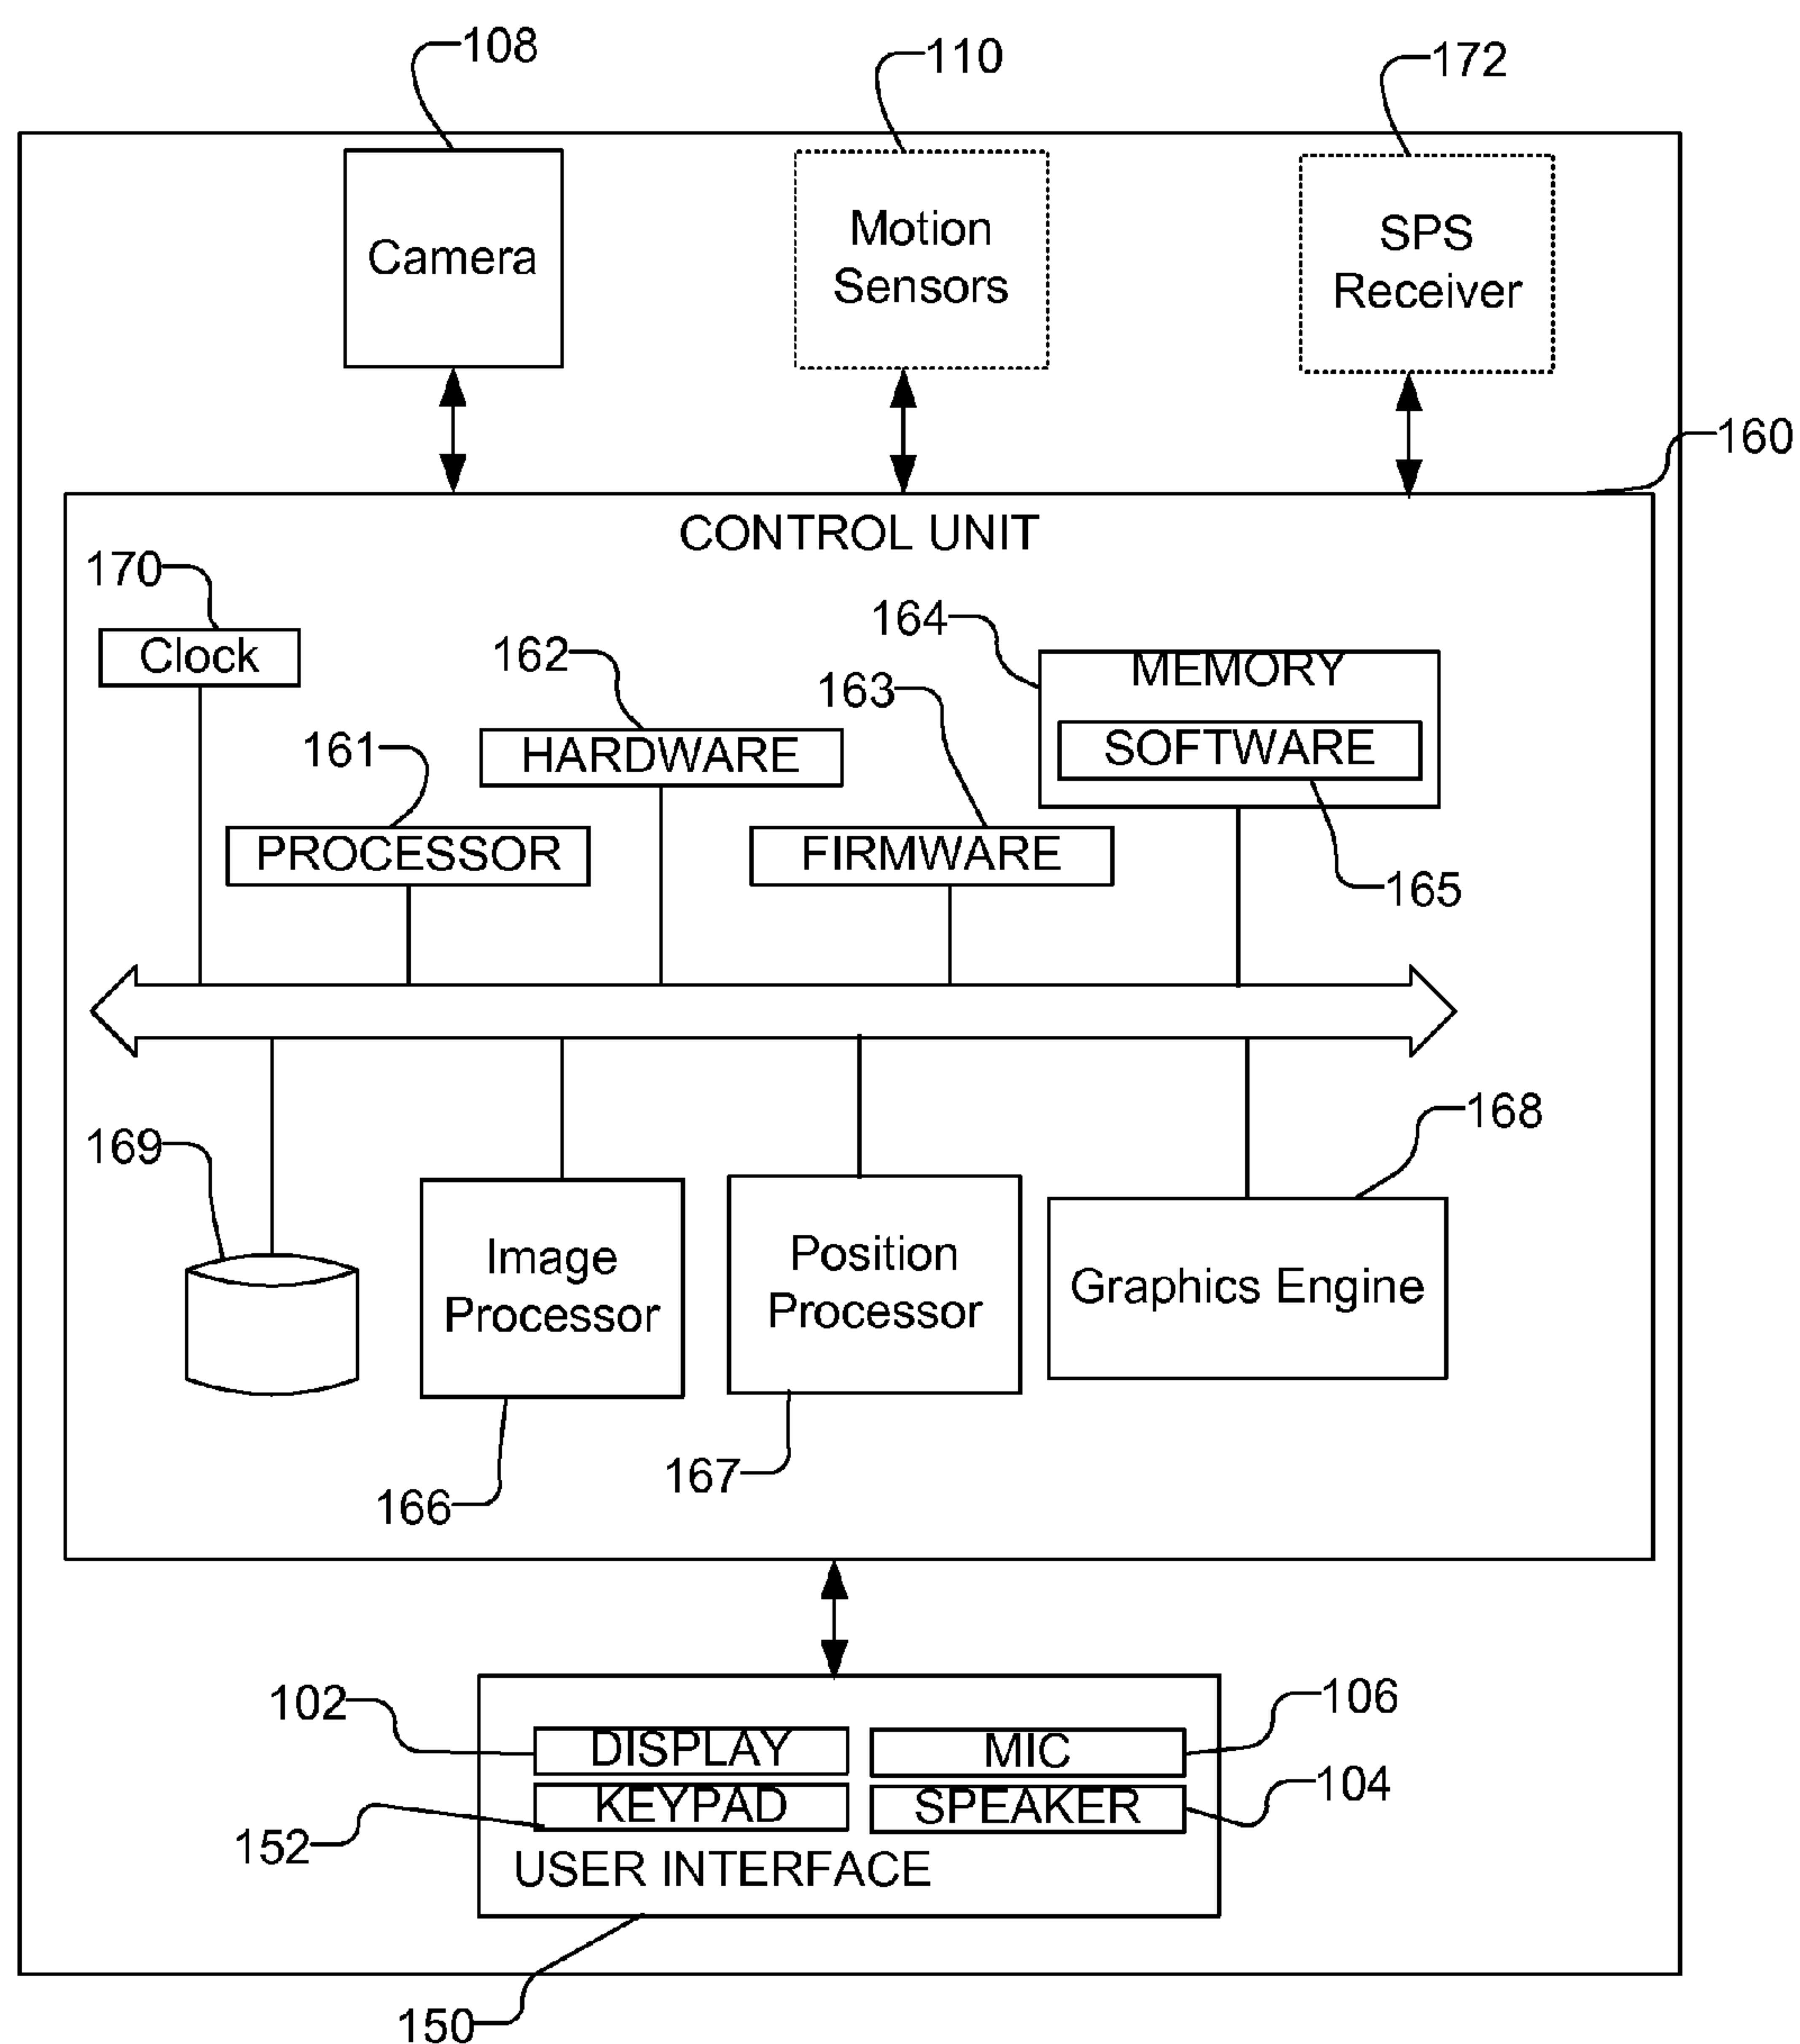 108
110
172
Camera
Motion
Sensors
SPS
Receiver
160
CONTROL UNIT
170
Clock
162
164
MEMORY
SOFTWARE
163
161
HARDWARE
PROCESSOR
FIRMWARE
165
169
168
Image
Processor
Position
Processor
Graphics Engine
166
167
102
DISPLAY
MIC
106
KEYPAD
SPEAKER
104
152
USER INTERFACE
150